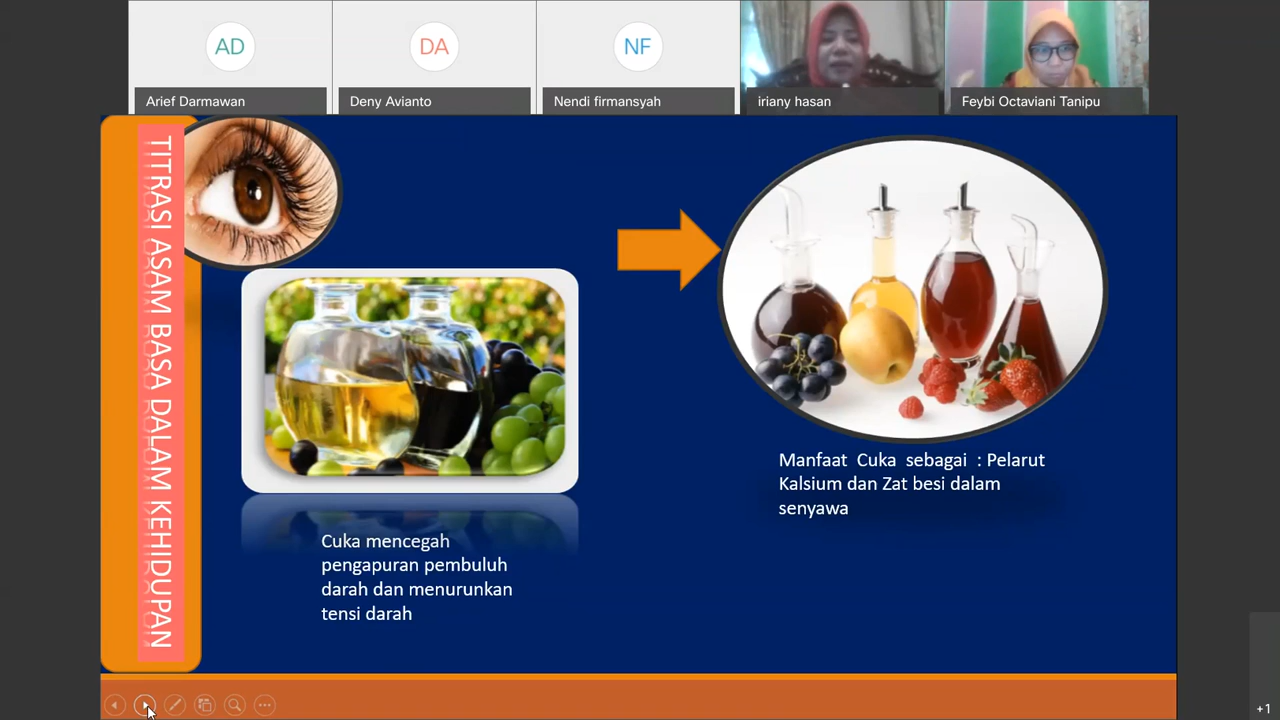 AD
DA
NF
Arief Darmawan
Deny Avianto
Nendi firmansyah
iriany hasan
Feybi Octaviani Tanipu
TITRASI ASAM BASA DALAM KEHIDUPAN
Manfaat Cuka sebagai : Pelarut
Kalsium dan Zat besi dalam
senyawa
Cuka mencegah
pengapuran pembuluh
darah dan menurunkan
tensi darah
+1